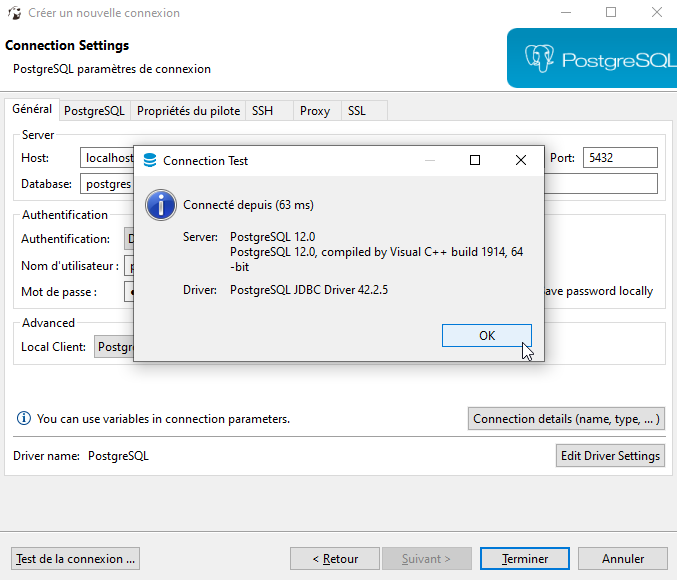 Créer un nouvelle connexion
Connection Settings
PostgreSQL paramètres de connexion
PostgreSQL
Général PostgreSQL Propriétés du pilote SSH Proxy SSL
Server
Host: localhost Port: 5432
Database: postgres
Connection Test
Connecté depuis (63 ms)
Server: PostgreSQL 12.0
PostgreSQL 12.0, compiled by Visual C++ build 1914, 64
-bit
Driver: PostgreSQL JDBC Driver 42.2.5
OK
Authentification
Authentification:
Nom d'utilisateur :
Mot de passe : password locally
Advanced
Local Client:
You can use variables in connection parameters.
Connection details (name, type, ... )
Driver name: PostgreSQL
Edit Driver Settings
Test de la connexion ... < Retour Suivant > Terminer Annuler